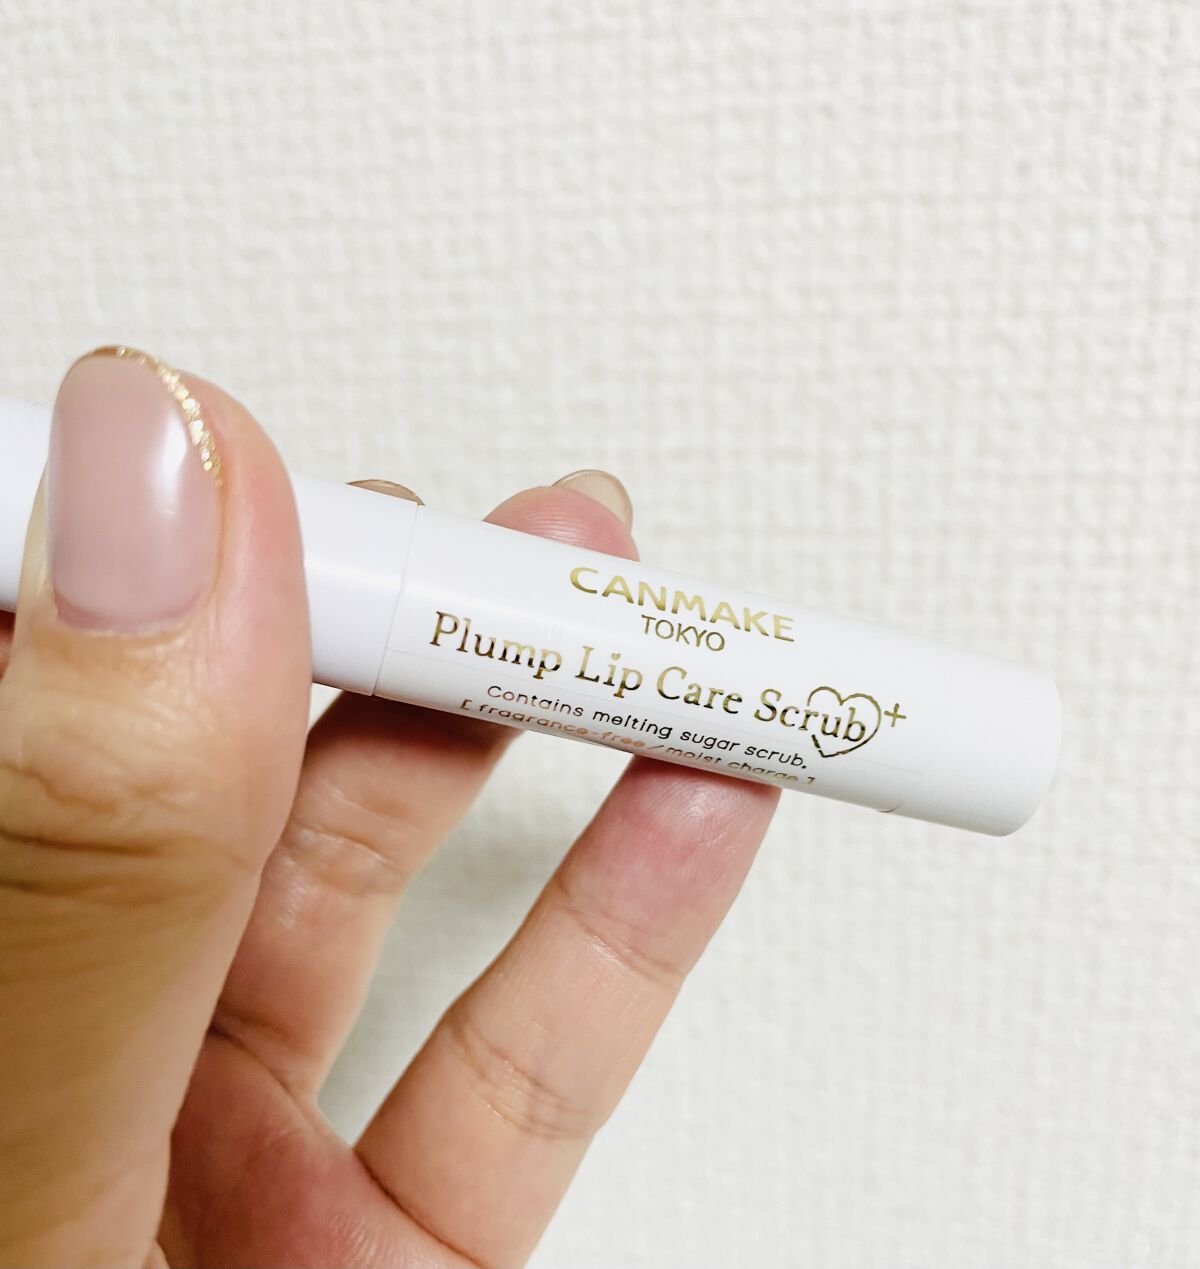 CANMAKE
TOKYO
Plump Lip Care Scrub+
Contains melting sugar scrub.
[ fragrance-free / moist charge ]